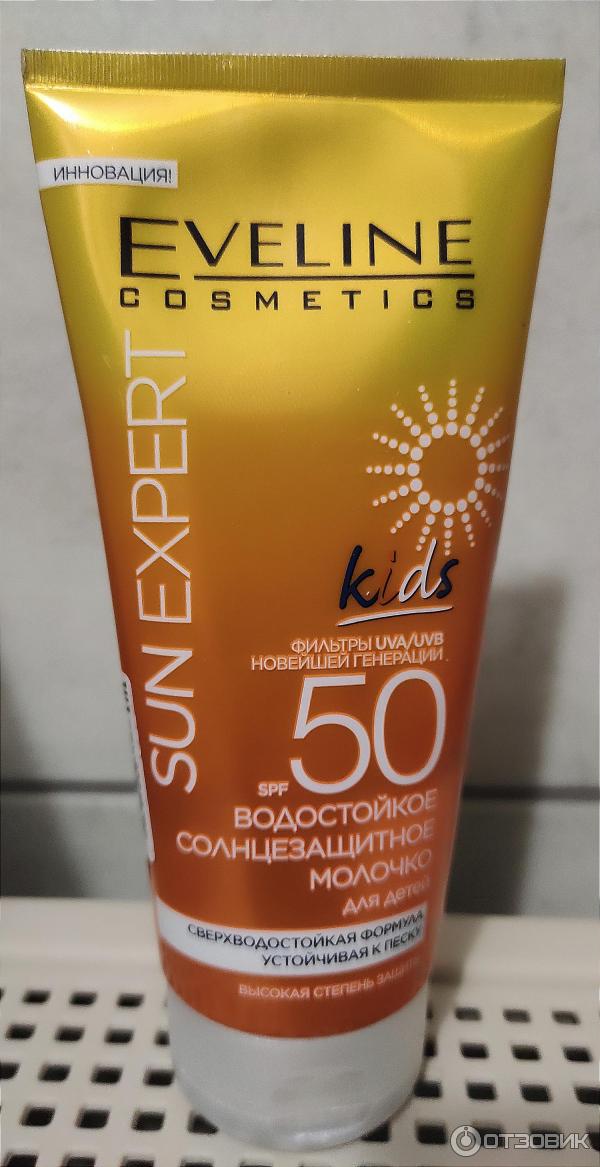 ИННОВАЦИЯ!
EVELINE
COSMETICS
SUN EXPERT
kids
ФИЛЬТРЫ UVA/UVB
НОВЕЙШЕЙ ГЕНЕРАЦИИ
SPF 50
ВОДОСТОЙКОЕ
СОЛНЦЕЗАЩИТНОЕ
МОЛОЧКО
для детей
СВЕРХВОДОСТОЙКАЯ ФОРМУЛА
УСТОЙЧИВАЯ К ПЕСКУ
ВЫСОКАЯ СТЕПЕНЬ ЗАЩИТЫ
ОТЗОВИК